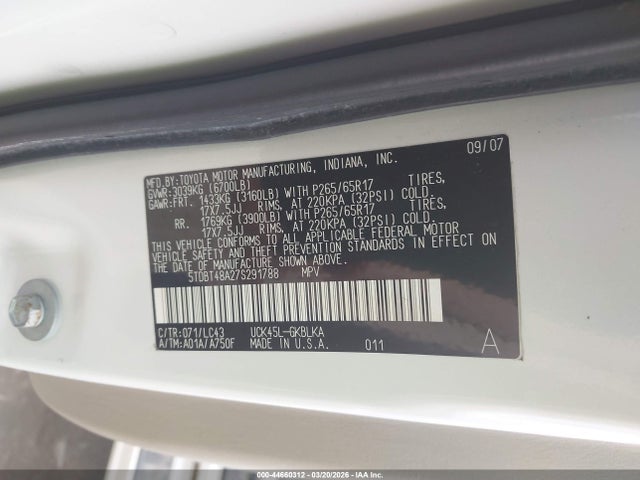 MFD.BY:TOYOTA MOTOR MANUFACTURING, INDIANA, INC. 09/07
GVWR:3039KG (6700LB)
GAWR:FRT. 1433KG (3160LB) WITH P265/65R17 TIRES,
17X7.5JJ RIMS, AT 220KPA (32PSI) COLD.
RR. 1769KG (3900LB) WITH P265/65R17 TIRES,
17X7.5JJ RIMS, AT 220KPA (32PSI) COLD.
THIS VEHICLE CONFORMS TO ALL APPLICABLE FEDERAL MOTOR
VEHICLE SAFETY AND THEFT PREVENTION STANDARDS IN EFFECT ON
THE DATE OF MANUFACTURE SHOWN ABOVE.
5TDBT48A27S291788 MPV
C/TR:071/LC43 UCK45L-GKBLKA
A/TM:A01A/A750F MADE IN U.S.A. 011 A
000-44660312 - 03/20/2026 - IAAI.com